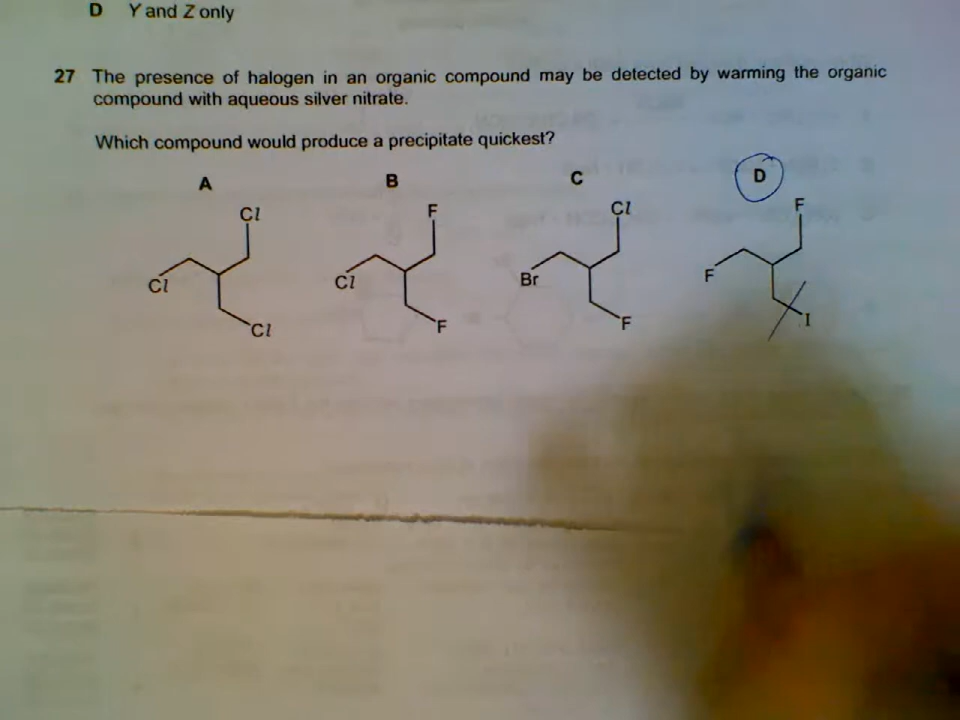 D Y and Z only
27 The presence of halogen in an organic compound may be detected by warming the organic
compound with aqueous silver nitrate.
Which compound would produce a precipitate quickest?
A B C D
Cl F Cl F
Cl Cl Br F
Cl F F I